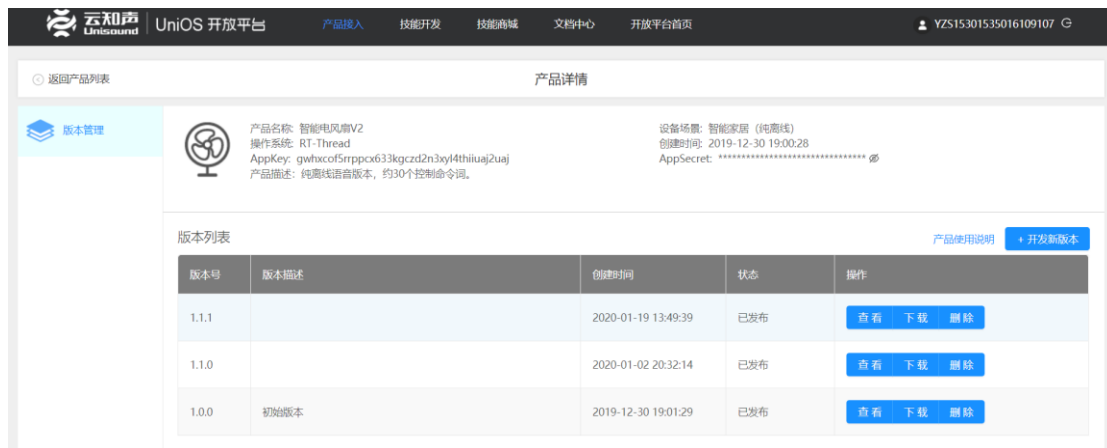 云知声 Unisound UniOS 开放平台 产品接入 技能开发 技能商城 文档中心 开放平台首页 YZS15301535016109107
返回产品列表 产品详情
版本管理
产品名称: 智能电风扇V2 设备场景: 智能家居 (纯离线)
操作系统: RT-Thread 创建时间: 2019-12-30 19:00:28
AppKey: gwhxcof5rrppcx633kgczd2n3xyl4thiiuaj2uaj AppSecret: *********************************
产品描述: 纯离线语音版本, 约30个控制命令词。
版本列表 产品使用说明 + 开发新版本
版本号 版本描述 创建时间 状态 操作
1.1.1 2020-01-19 13:49:39 已发布 查看 下载 删除
1.1.0 2020-01-02 20:32:14 已发布 查看 下载 删除
1.0.0 初始版本 2019-12-30 19:01:29 已发布 查看 下载 删除